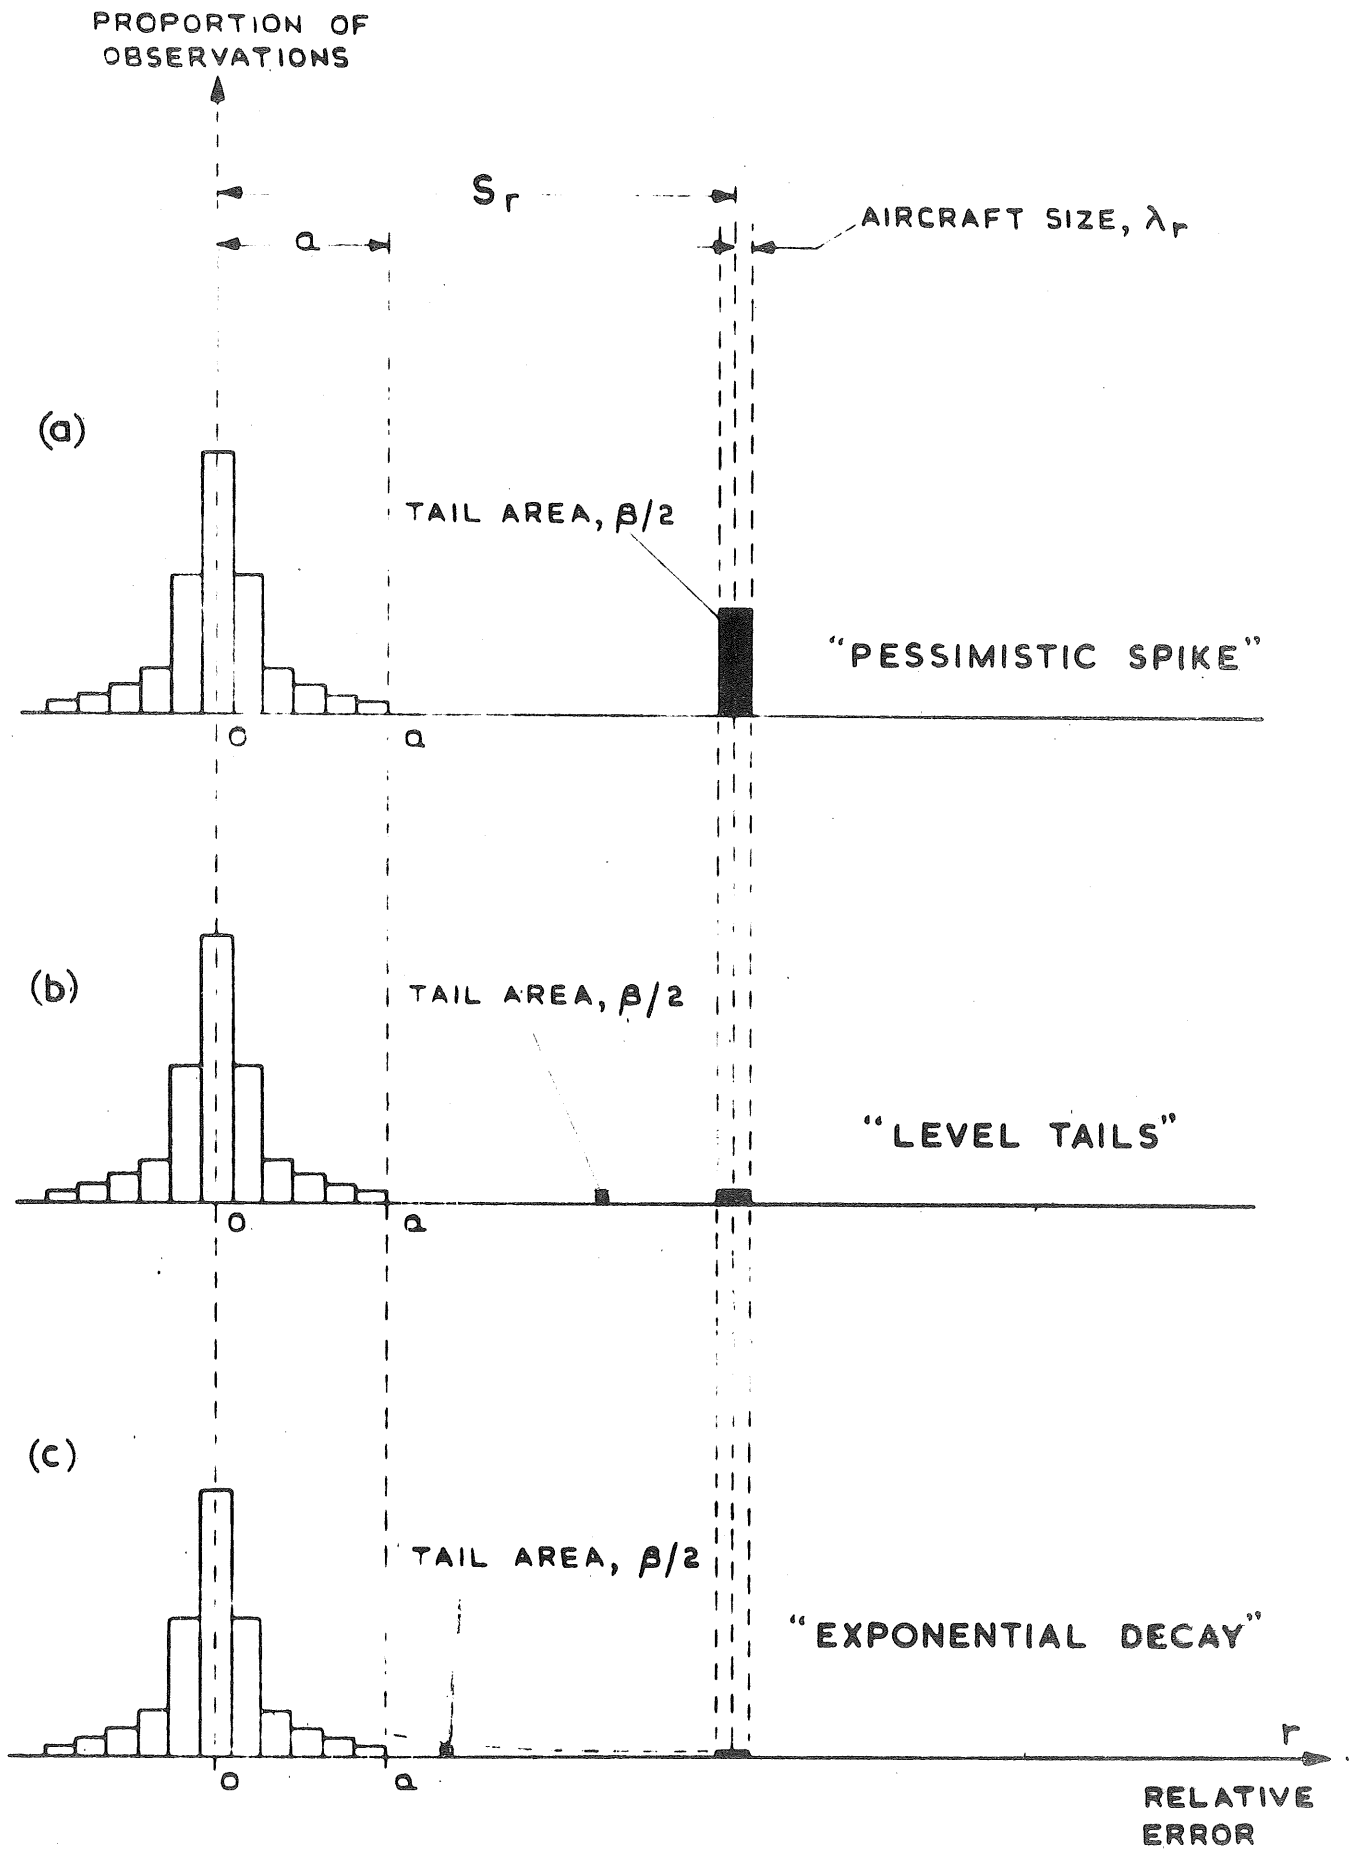 PROPORTION OF
OBSERVATIONS
Sr
a
AIRCRAFT SIZE, λr
(a)
TAIL AREA, β/2
"PESSIMISTIC SPIKE"
0
a
(b)
TAIL AREA, β/2
"LEVEL TAILS"
0
a
(c)
TAIL AREA, β/2
"EXPONENTIAL DECAY"
r
0
a
RELATIVE
ERROR